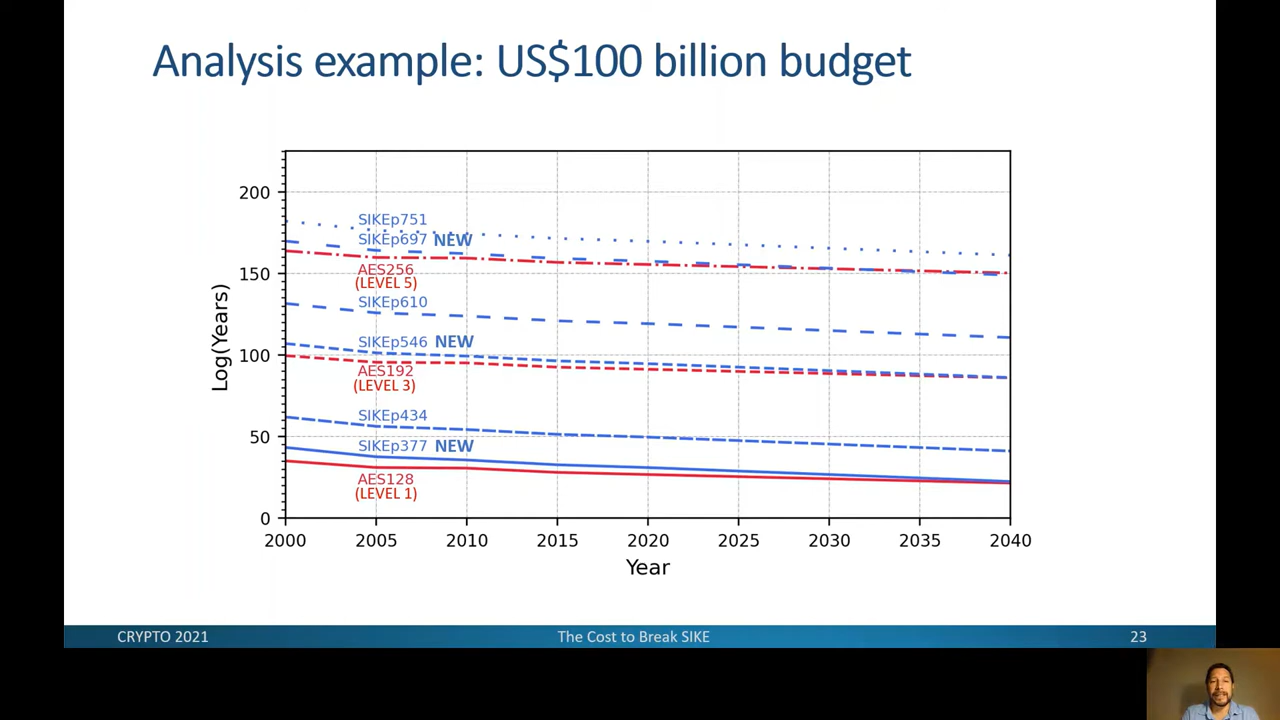 Analysis example: US$100 billion budget
200
150
100
50
0
Log(Years)
SIKEp751
SIKEp697 NEW
AES256
(LEVEL 5)
SIKEp610
SIKEp546 NEW
AES192
(LEVEL 3)
SIKEp434
SIKEp377 NEW
AES128
(LEVEL 1)
2000 2005 2010 2015 2020 2025 2030 2035 2040
Year
CRYPTO 2021 The Cost to Break SIKE 23